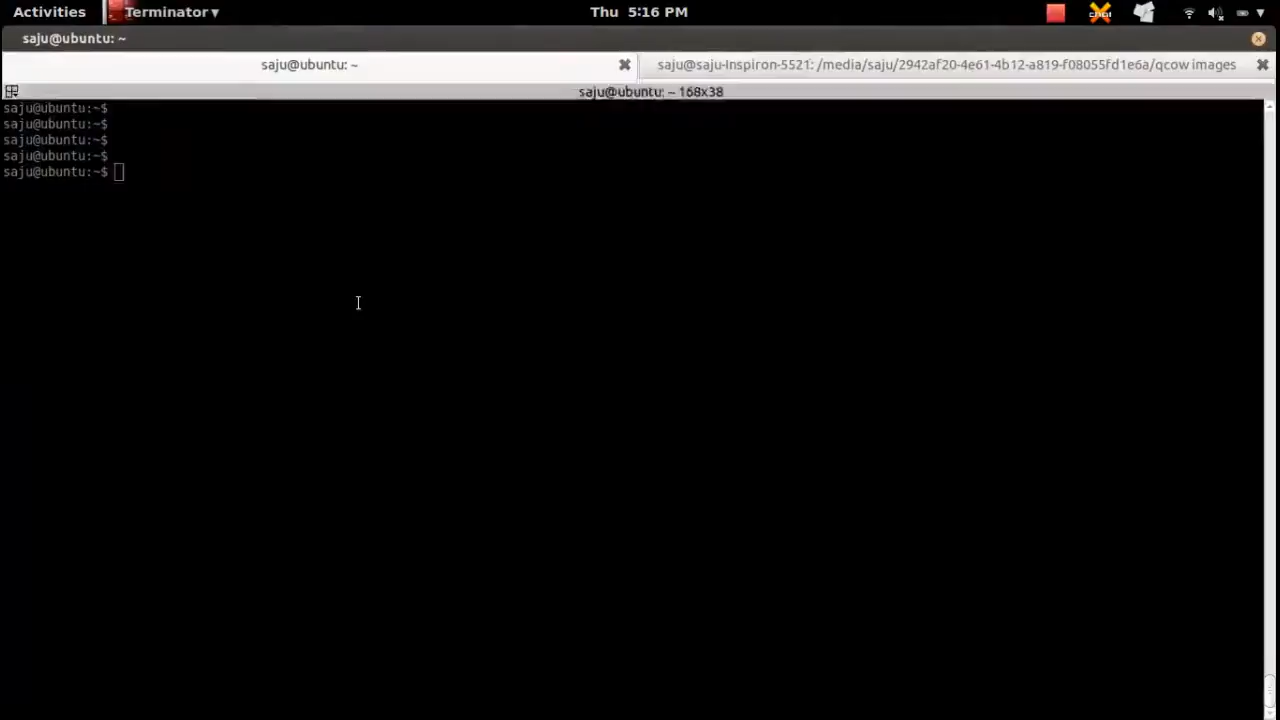 Activities Terminator ▾ Thu 5:16 PM
saju@ubuntu: ~
saju@ubuntu: ~ saju@saju-Inspiron-5521: /media/saju/2942af20-4e61-4b12-a819-f08055fd1e6a/qcow images
saju@ubuntu: ~ 168x38
saju@ubuntu:~$
saju@ubuntu:~$
saju@ubuntu:~$
saju@ubuntu:~$
saju@ubuntu:~$